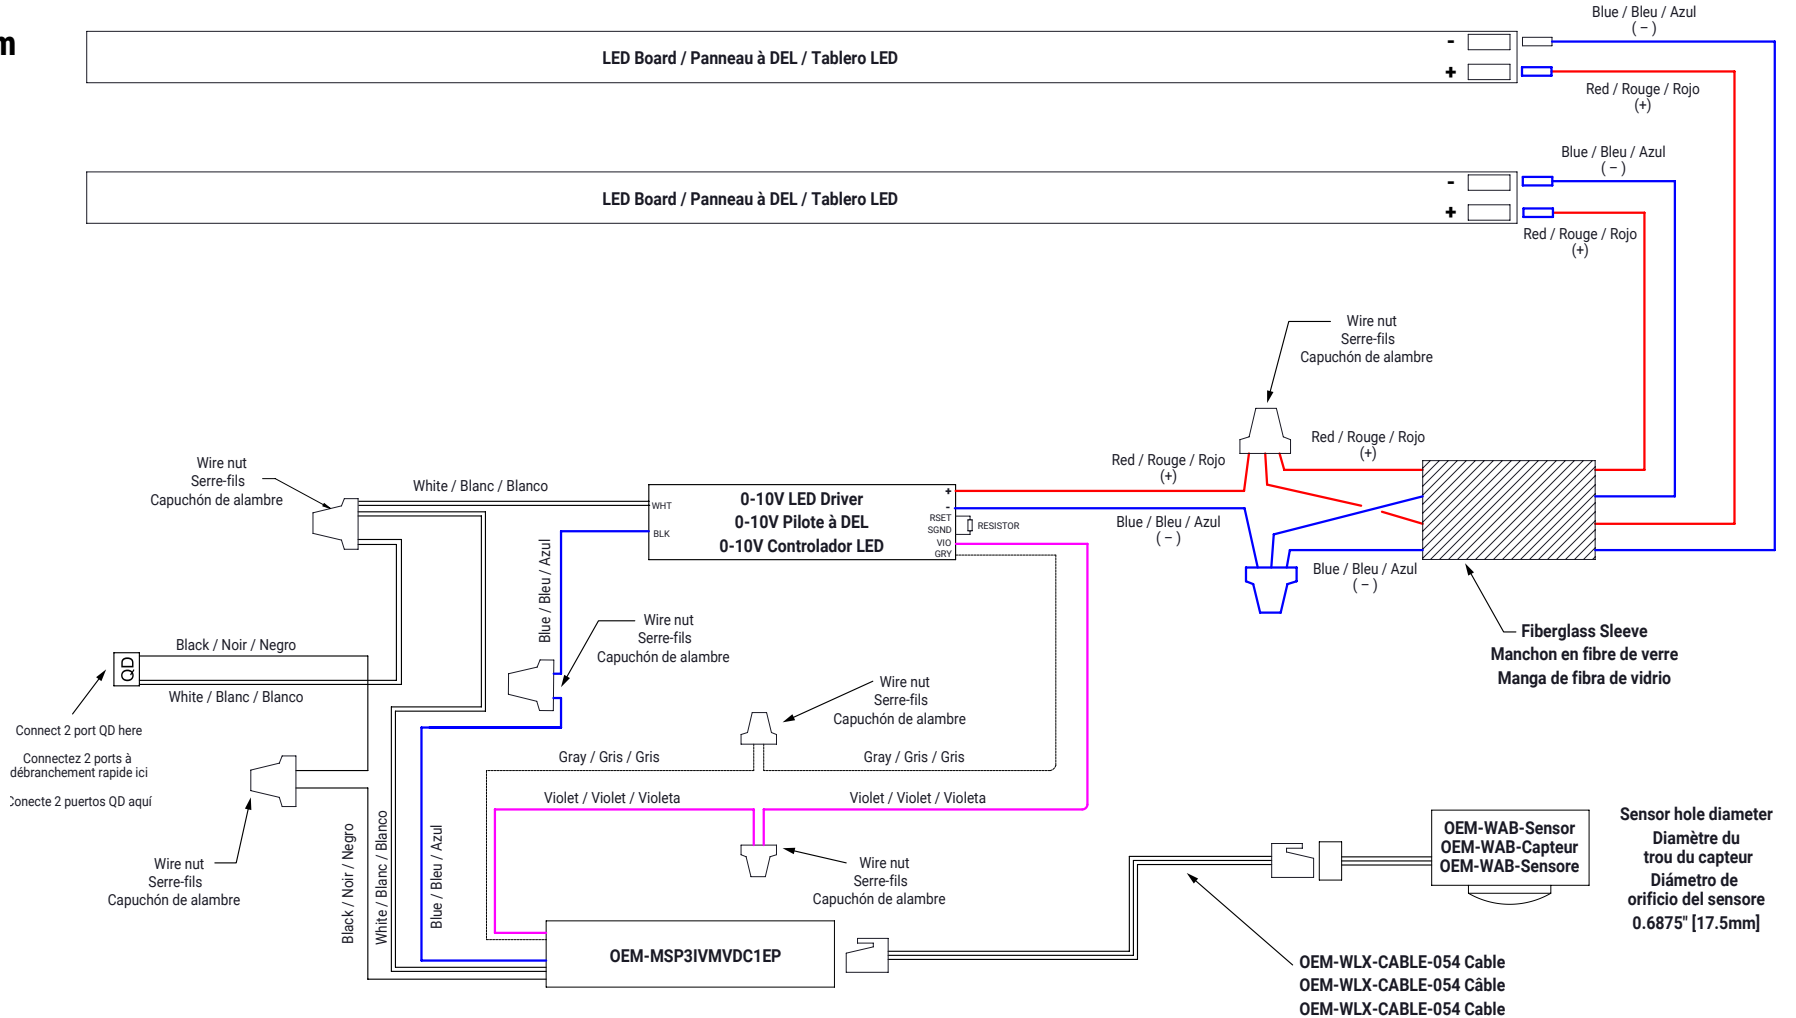 m
Blue / Bleu / Azul
( – )
LED Board / Panneau à DEL / Tablero LED
-
+
Red / Rouge / Rojo
(+)
Blue / Bleu / Azul
( – )
LED Board / Panneau à DEL / Tablero LED
-
+
Red / Rouge / Rojo
(+)
Wire nut
Serre-fils
Capuchón de alambre
Red / Rouge / Rojo
(+)
Red / Rouge / Rojo
(+)
Wire nut
Serre-fils
Capuchón de alambre
White / Blanc / Blanco
WHT
BLK
0-10V LED Driver
0-10V Pilote à DEL
0-10V Controlador LED
+
-
RSET
SGND
VIO
GRY
RESISTOR
Blue / Bleu / Azul
( – )
Blue / Bleu / Azul
( – )
Blue / Bleu / Azul
Wire nut
Serre-fils
Capuchón de alambre
Fiberglass Sleeve
Manchon en fibre de verre
Manga de fibra de vidrio
Black / Noir / Negro
QD
White / Blanc / Blanco
Connect 2 port QD here
Connectez 2 ports à
débranchement rapide ici
Conecte 2 puertos QD aquí
Wire nut
Serre-fils
Capuchón de alambre
Gray / Gris / Gris
Gray / Gris / Gris
Violet / Violet / Violeta
Violet / Violet / Violeta
Wire nut
Serre-fils
Capuchón de alambre
Black / Noir / Negro
White / Blanc / Blanco
Blue / Bleu / Azul
Wire nut
Serre-fils
Capuchón de alambre
OEM-MSP3IVMVDC1EP
OEM-WAB-Sensor
OEM-WAB-Capteur
OEM-WAB-Sensore
Sensor hole diameter
Diamètre du
trou du capteur
Diámetro de
orificio del sensore
0.6875" [17.5mm]
OEM-WLX-CABLE-054 Cable
OEM-WLX-CABLE-054 Câble
OEM-WLX-CABLE-054 Cable